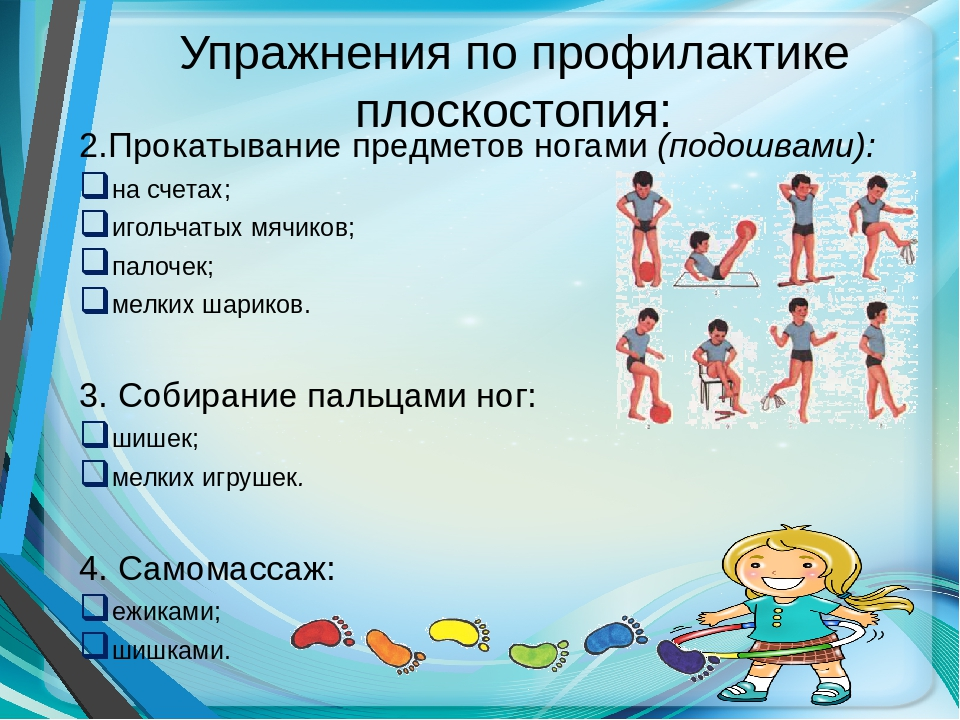 Упражнения по профилактике
плоскостопия:
2.Прокатывание предметов ногами (подошвами):
на счетах;
игольчатых мячиков;
палочек;
мелких шариков.
3. Собирание пальцами ног:
шишек;
мелких игрушек.
4. Самомассаж:
ежиками;
шишками.